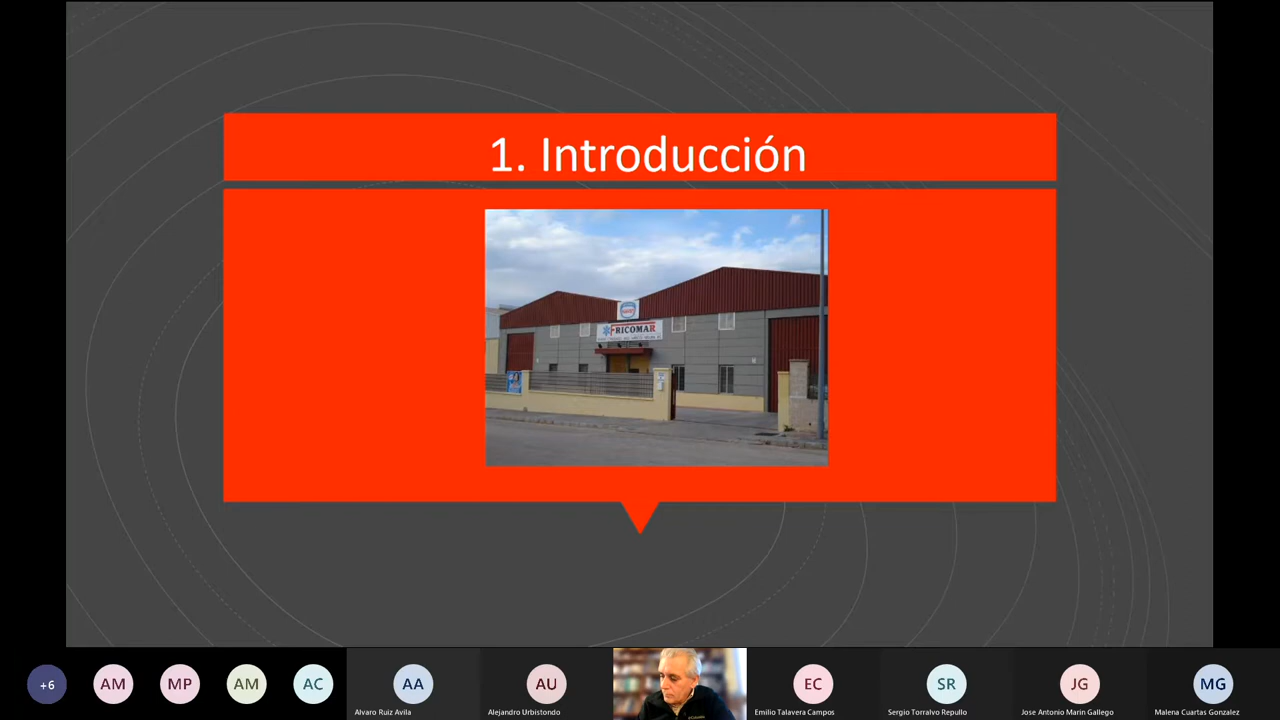 1. Introducción
FRICOMAR
+6
AM
MP
AM
AC
AA
AU
EC
SR
JG
MG
Alvaro Ruiz Avila
Alejandro Urbistondo
Emilio Talavera Campos
Sergio Torralvo Repullo
Jose Antonio Marin Gallego
Malena Cuartas Gonzalez